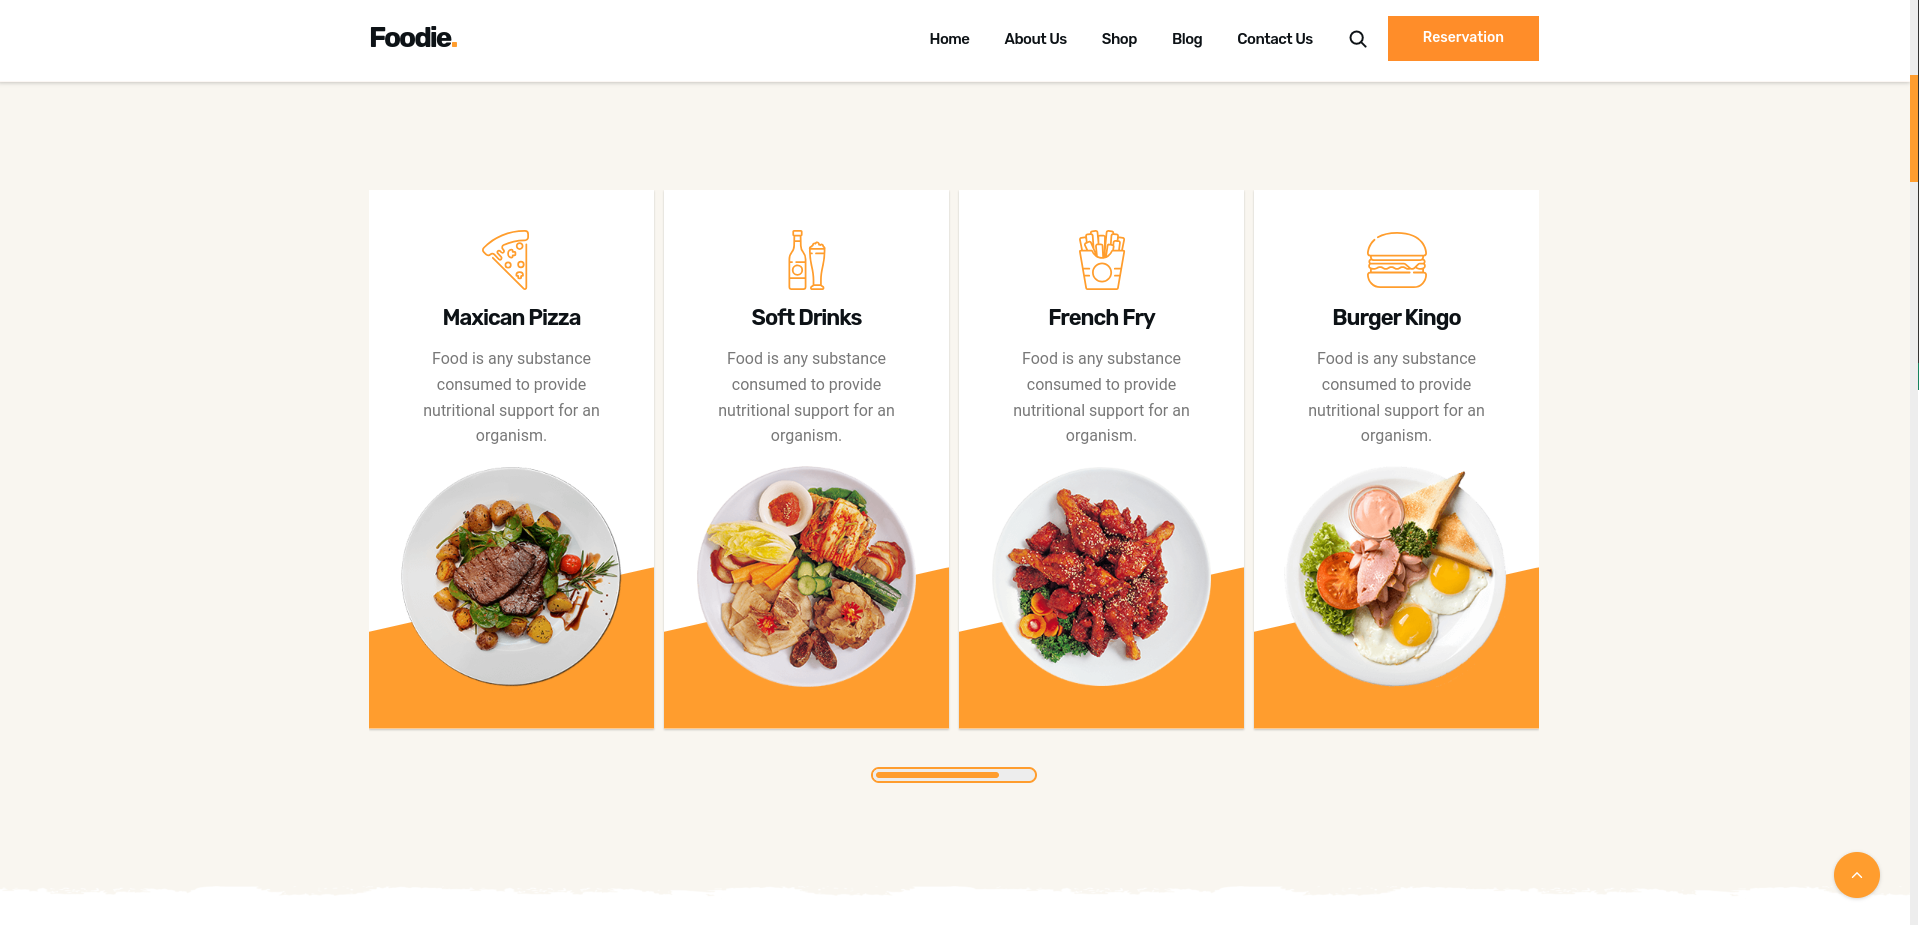 Foodie.
Home About Us Shop Blog Contact Us Reservation
Maxican Pizza
Food is any substance
consumed to provide
nutritional support for an
organism.
Soft Drinks
Food is any substance
consumed to provide
nutritional support for an
organism.
French Fry
Food is any substance
consumed to provide
nutritional support for an
organism.
Burger Kingo
Food is any substance
consumed to provide
nutritional support for an
organism.